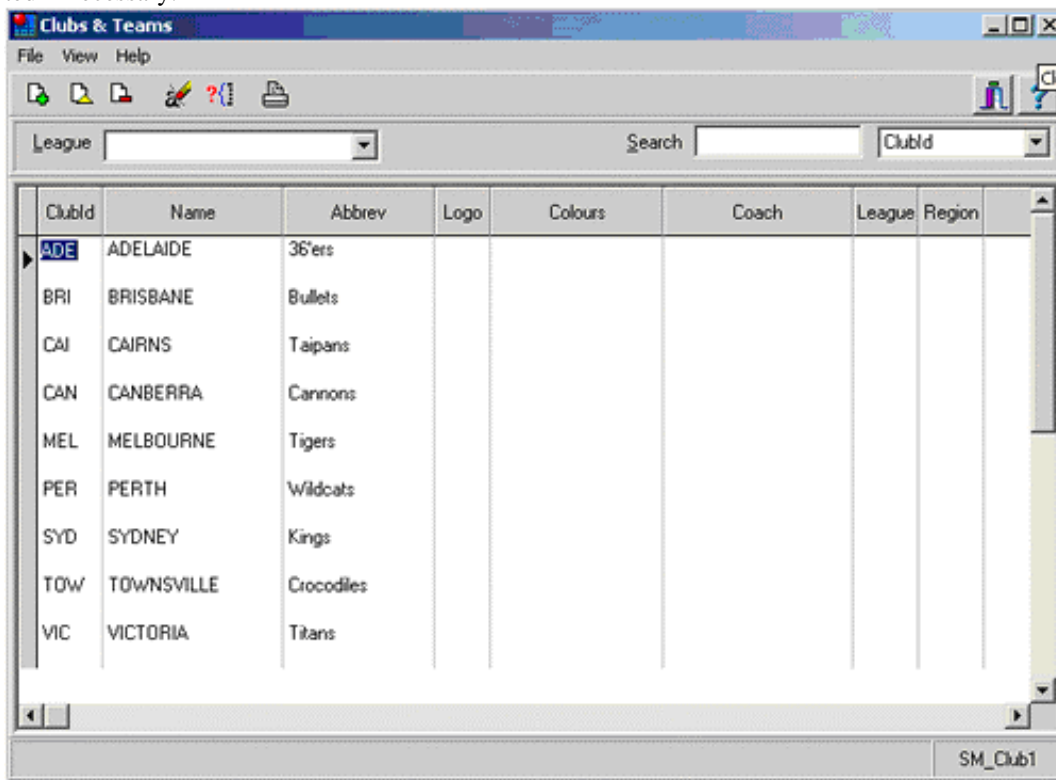 Clubs & Teams
File View Help
League Search ClubId
ClubId Name Abbrev Logo Colours Coach League Region
ADE ADELAIDE 36'ers
BRI BRISBANE Bullets
CAI CAIRNS Taipans
CAN CANBERRA Cannons
MEL MELBOURNE Tigers
PER PERTH Wildcats
SYD SYDNEY Kings
TOW TOWNSVILLE Crocodiles
VIC VICTORIA Titans
SM_Club1